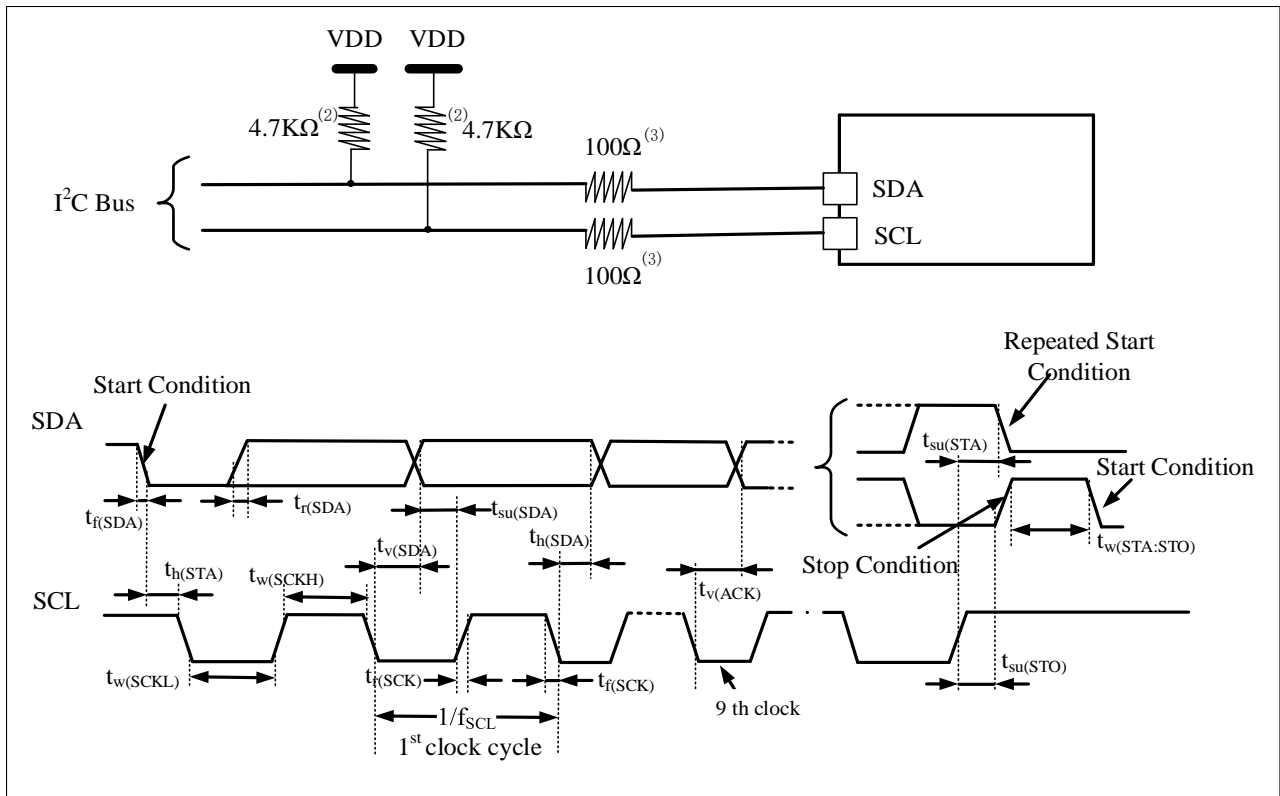 VDD VDD
4.7KΩ(2) (2)4.7KΩ
100Ω(3)
I2C Bus
SDA
SCL
100Ω(3)
Repeated Start
Condition
Start Condition
SDA
tsu(STA)
Start Condition
tf(SDA)
tr(SDA)
tsu(SDA)
tv(SDA)
th(SDA)
tw(STA:STO)
Stop Condition
th(STA)
tw(SCKH)
tv(ACK)
SCL
tw(SCKL)
tr(SCK)
tf(SCK)
tsu(STO)
9 th clock
1/fSCL
1st clock cycle